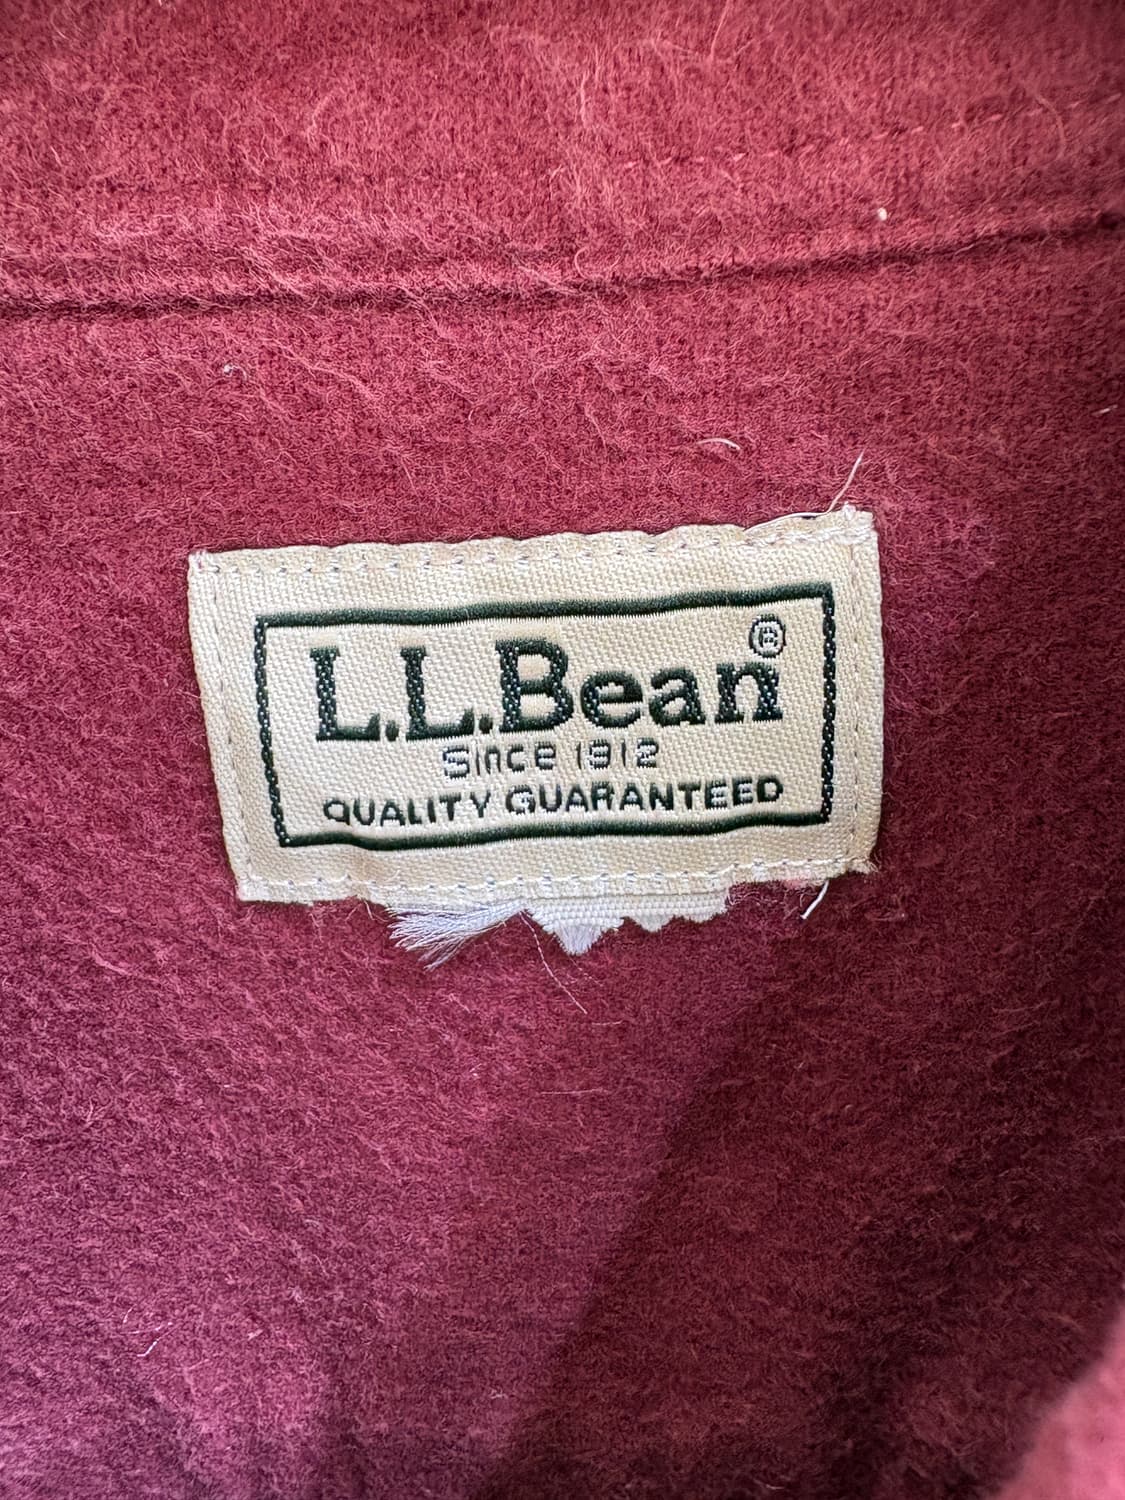 L.L.Bean®
Since 1912
QUALITY GUARANTEED